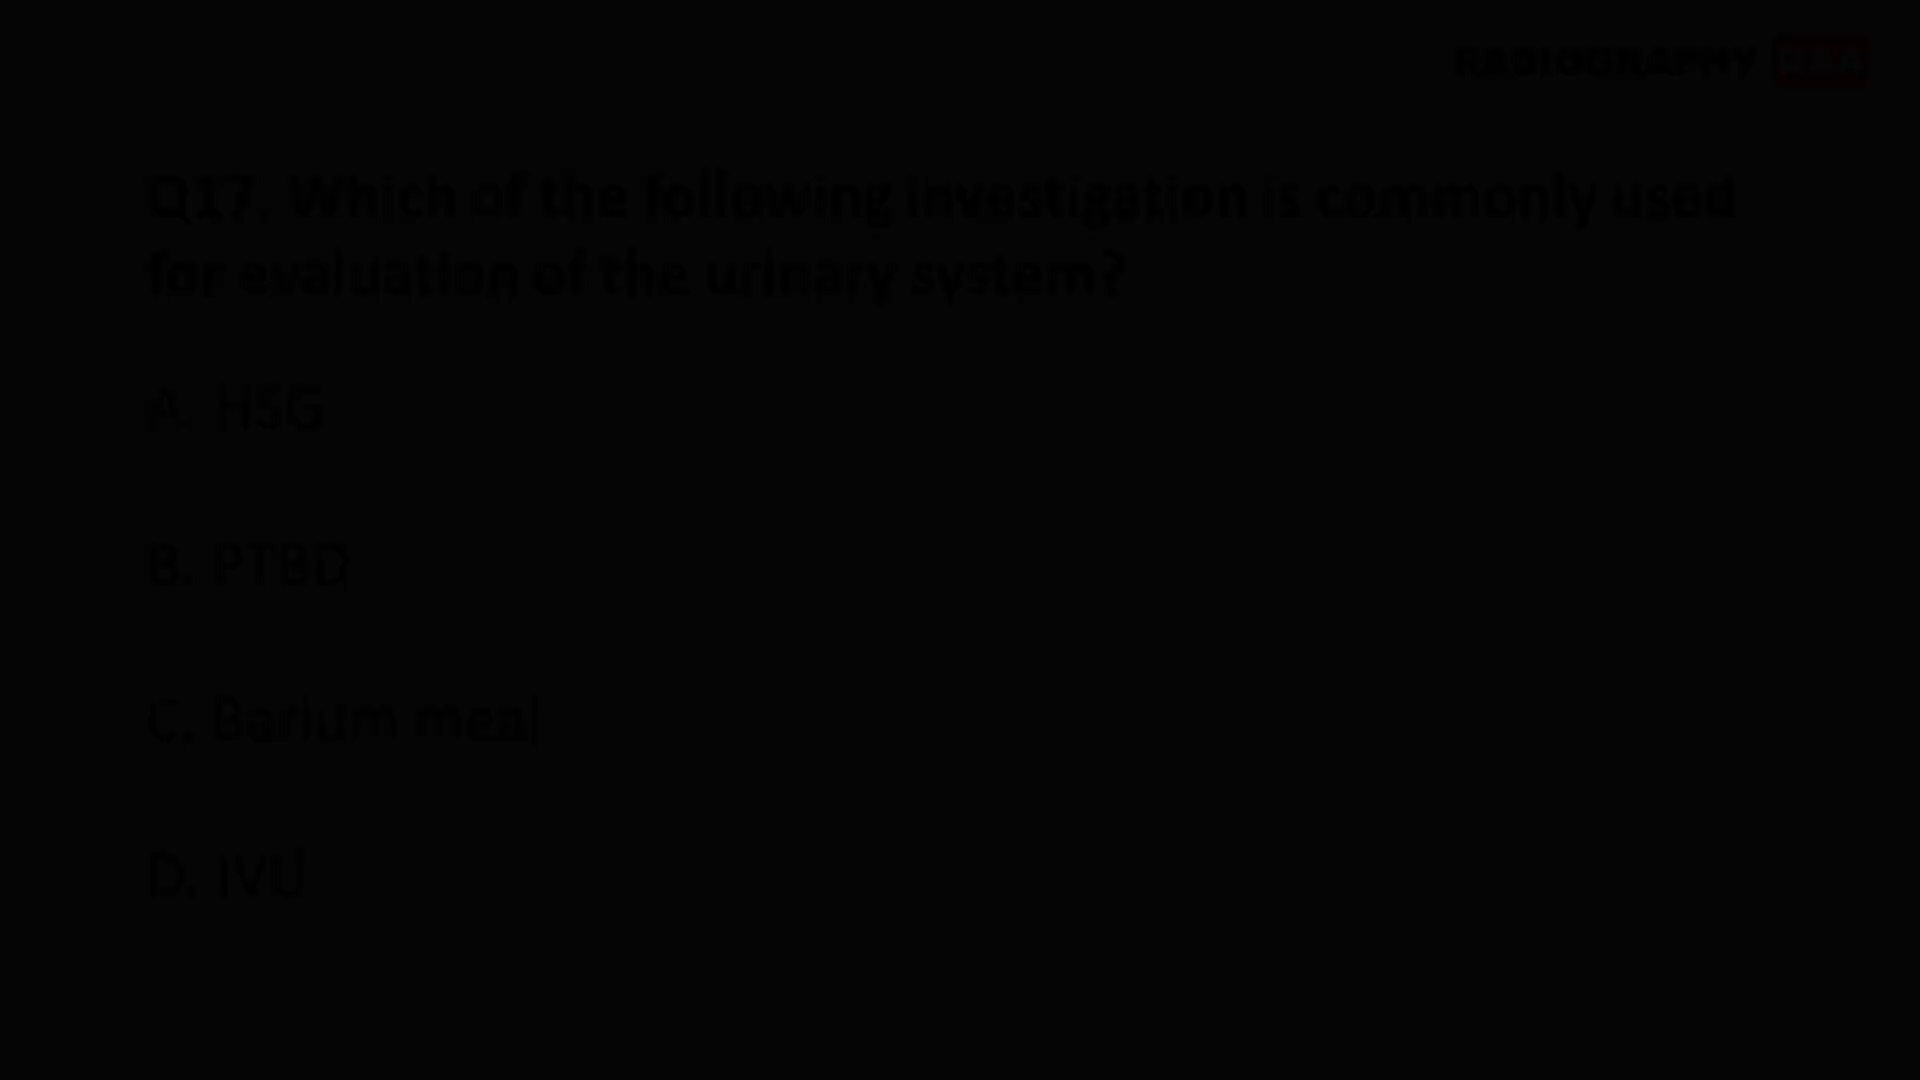 RADIOGRAPHY
Q17. Which of the following investigation is commonly used
for evaluation of the urinary system?
A. HSG
B. PTBD
C. Barium meal
D. IVU